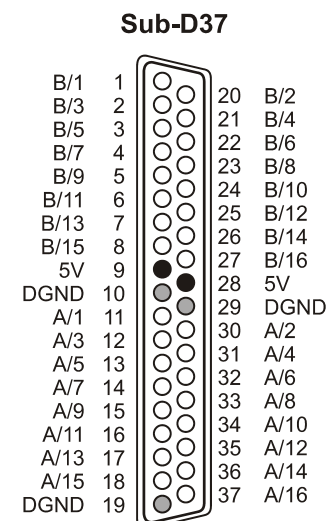 Sub-D37
B/1 1
20 B/2
B/3 2
21 B/4
B/5 3
22 B/6
B/7 4
23 B/8
B/9 5
24 B/10
B/11 6
25 B/12
B/13 7
26 B/14
B/15 8
27 B/16
5V 9
28 5V
DGND 10
29 DGND
A/1 11
30 A/2
A/3 12
31 A/4
A/5 13
32 A/6
A/7 14
33 A/8
A/9 15
34 A/10
A/11 16
35 A/12
A/13 17
36 A/14
A/15 18
37 A/16
DGND 19